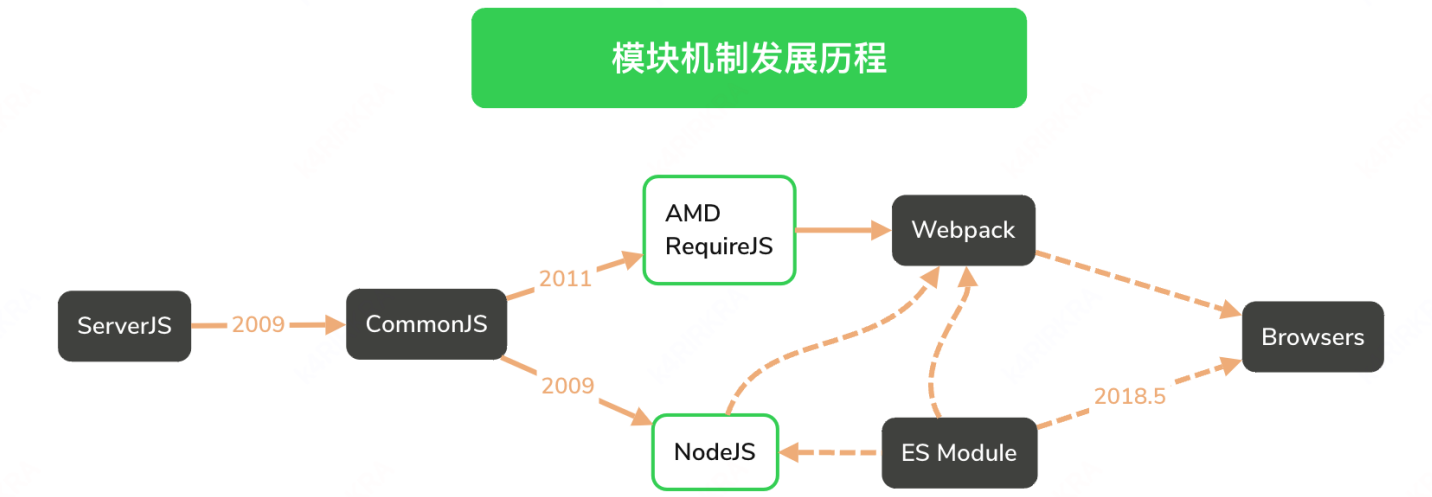 模块机制发展历程
AMD
RequireJS
Webpack
2011
ServerJS
2009
CommonJS
Browsers
2009
2018.5
NodeJS
ES Module